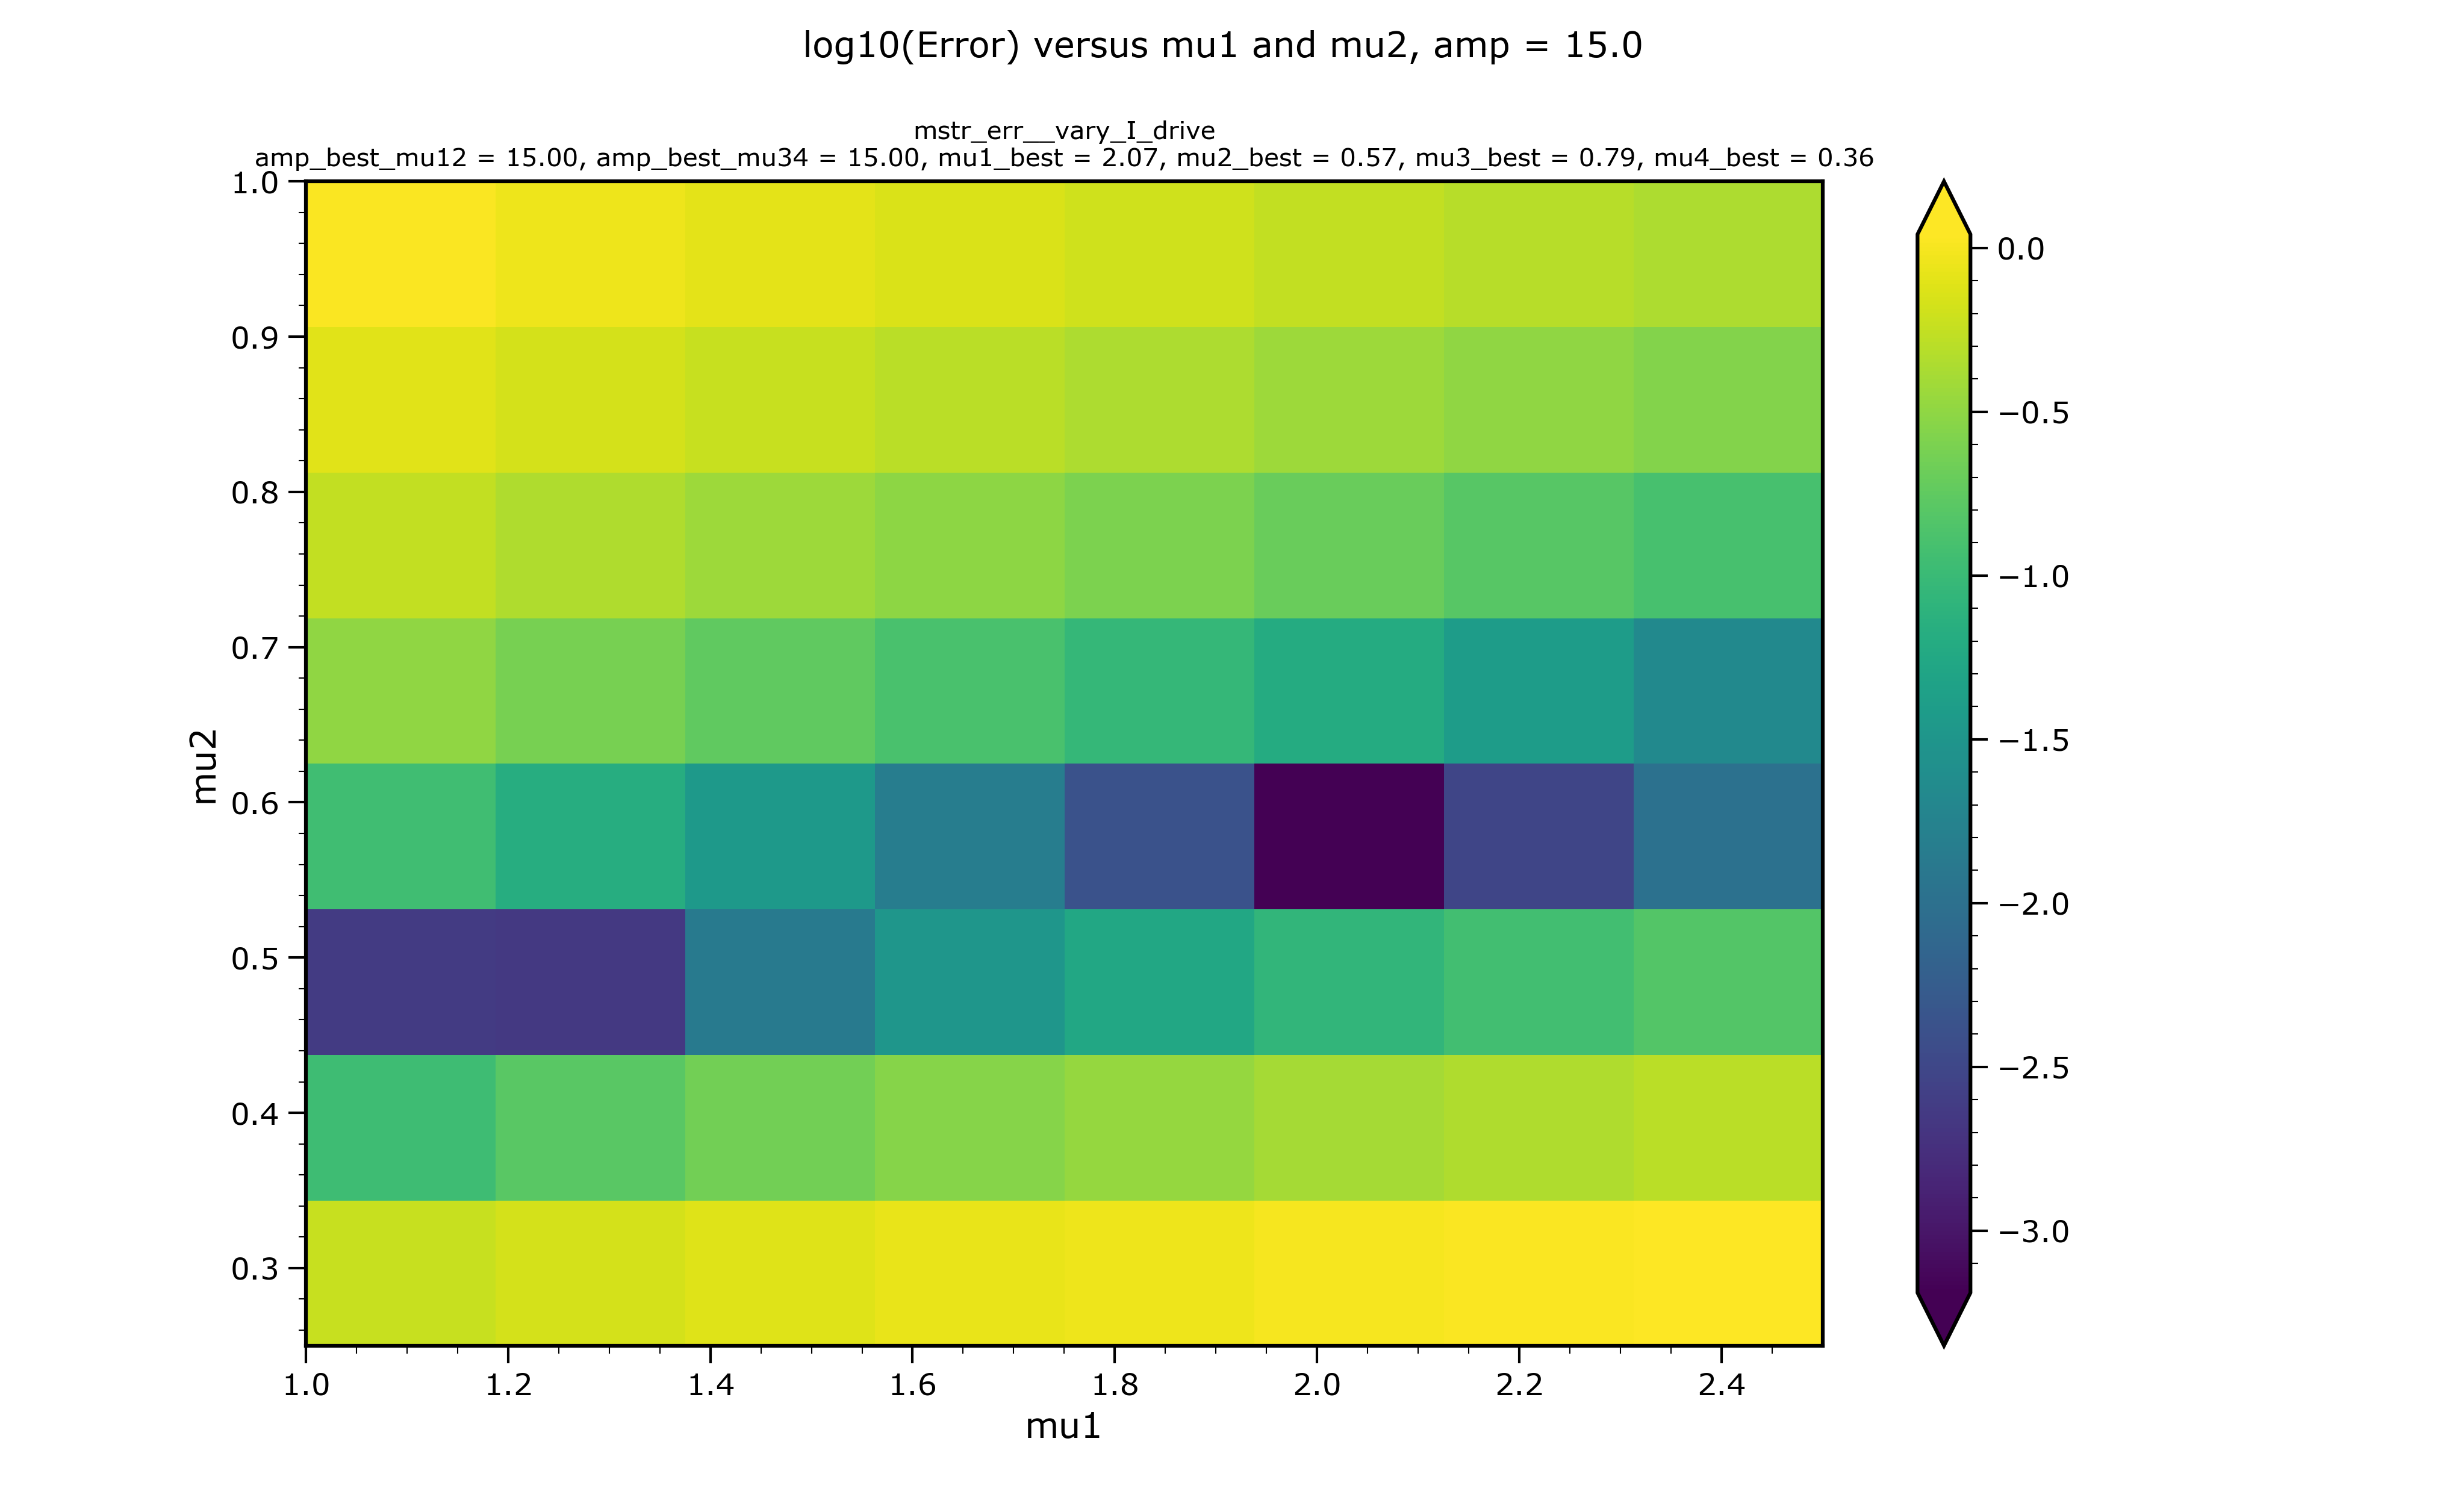 log10(Error) versus mu1 and mu2, amp = 15.0
mstr_err__vary_I_drive
amp_best_mu12 = 15.00, amp_best_mu34 = 15.00, mu1_best = 2.07, mu2_best = 0.57, mu3_best = 0.79, mu4_best = 0.36
1.0
0.9
0.8
0.7
0.6
0.5
0.4
0.3
mu2
1.0 1.2 1.4 1.6 1.8 2.0 2.2 2.4
mu1
0.0
−0.5
−1.0
−1.5
−2.0
−2.5
−3.0